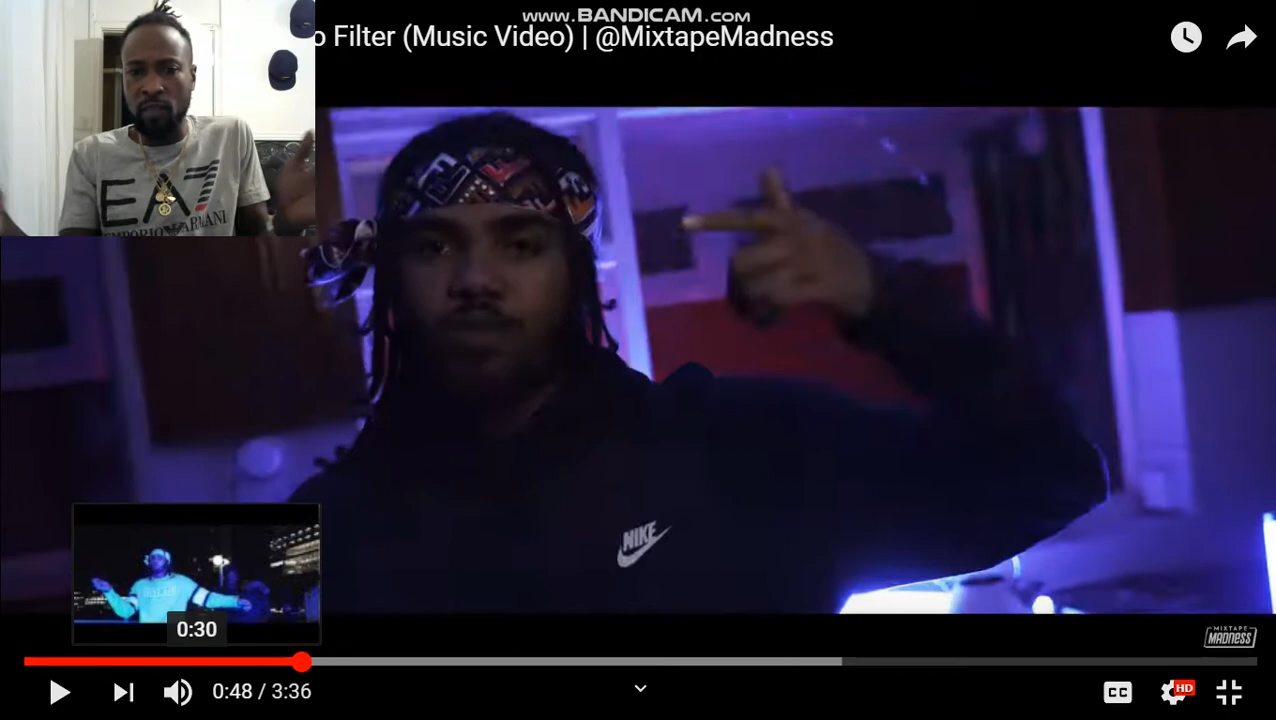 www.BANDICAM.com
o Filter (Music Video) | @MixtapeMadness
EA7
EMPORIO ARMANI
NIKE
0:30
MIXTAPE
MADNESS
0:48 / 3:36
CC
HD